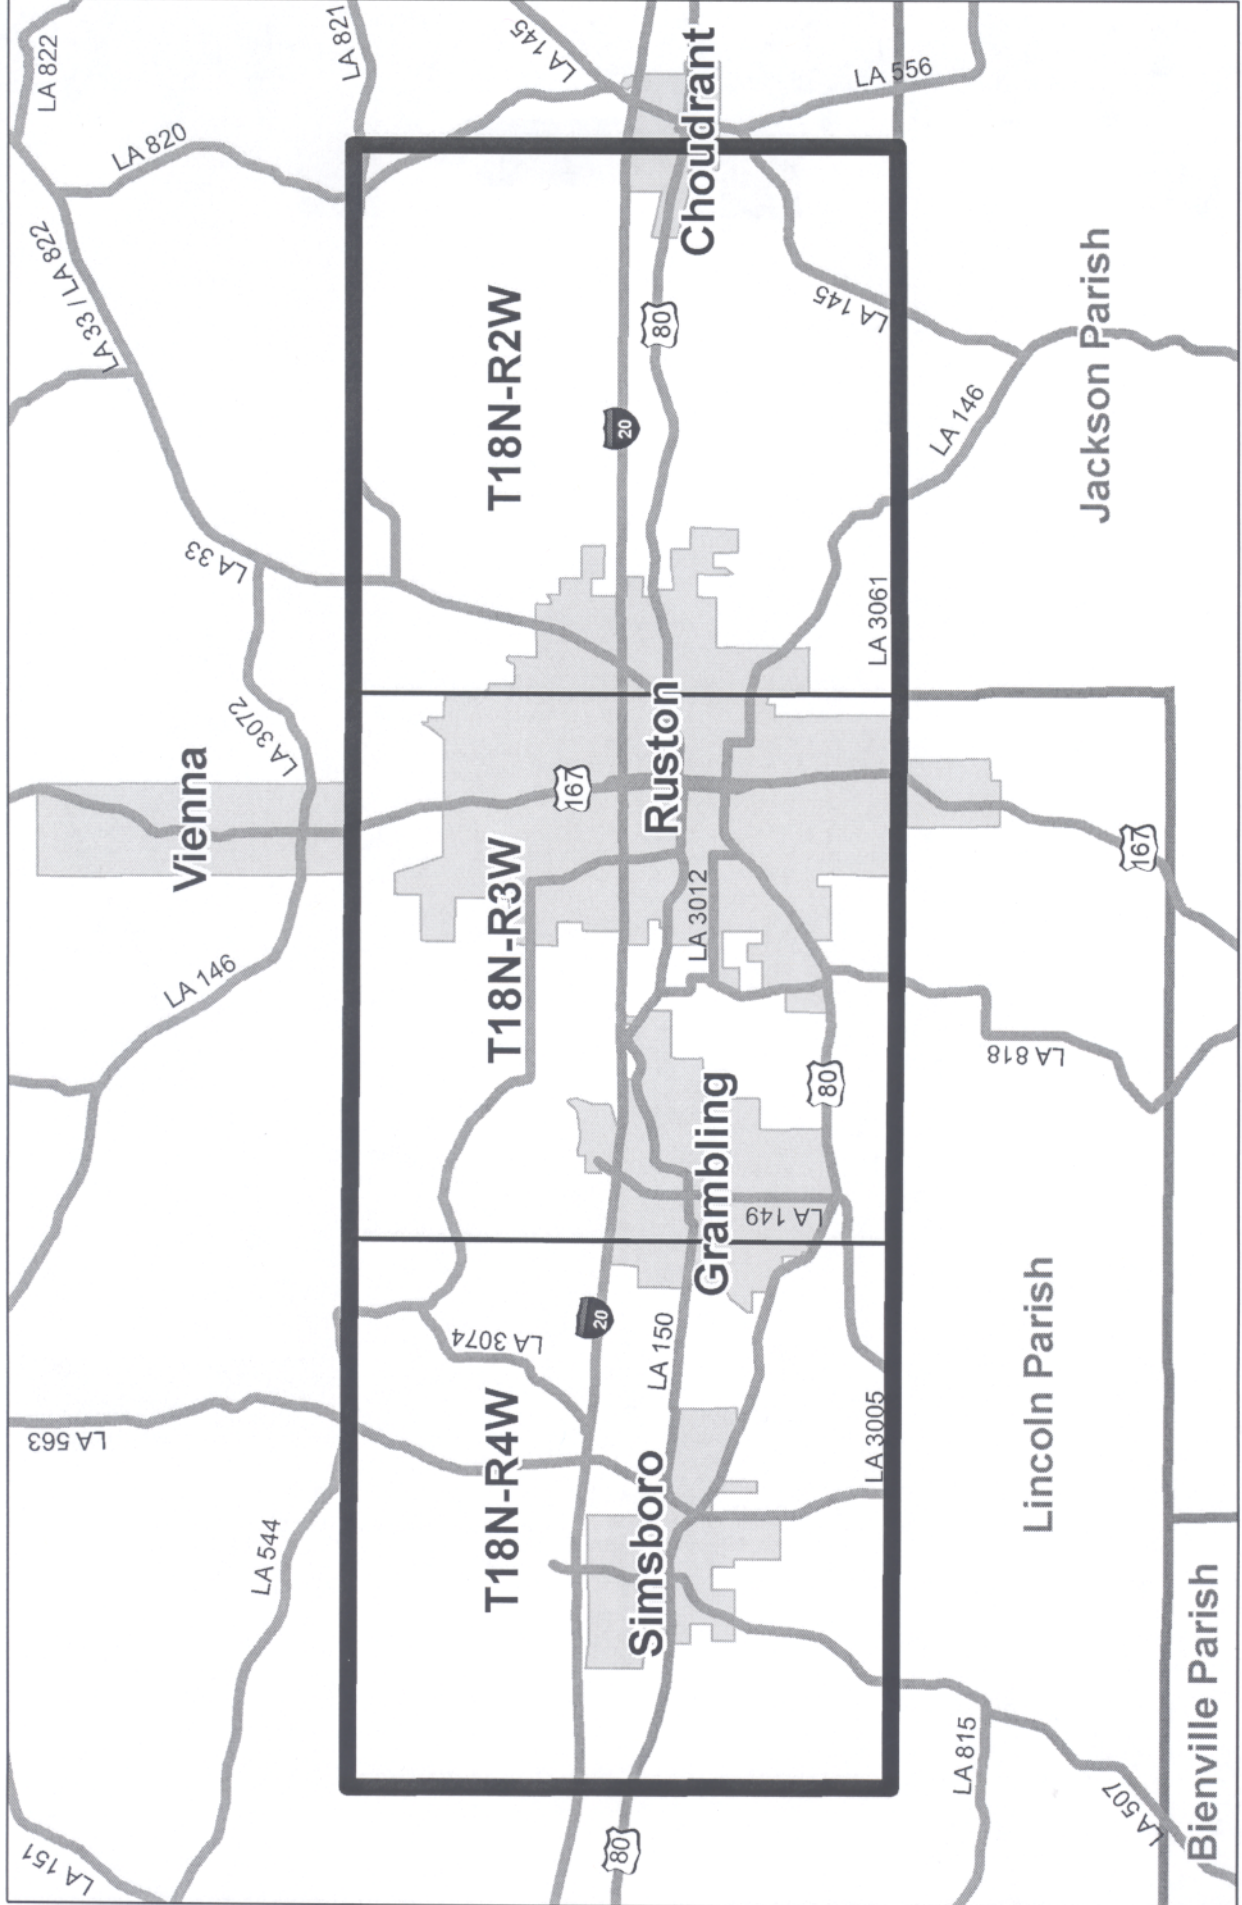 LA 151
LA 544
LA 563
LA 146
Vienna
LA 3072
LA 33
LA 33 / LA 822
LA 820
LA 822
LA 821
LA 145
T18N-R4W
LA 3074
T18N-R3W
T18N-R2W
20
167
20
80
Simsboro
LA 150
Ruston
80
Choudrant
Grambling
LA 3012
LA 149
80
LA 3005
LA 3061
LA 145
LA 556
LA 815
LA 818
LA 146
Lincoln Parish
Jackson Parish
LA 507
167
Bienville Parish